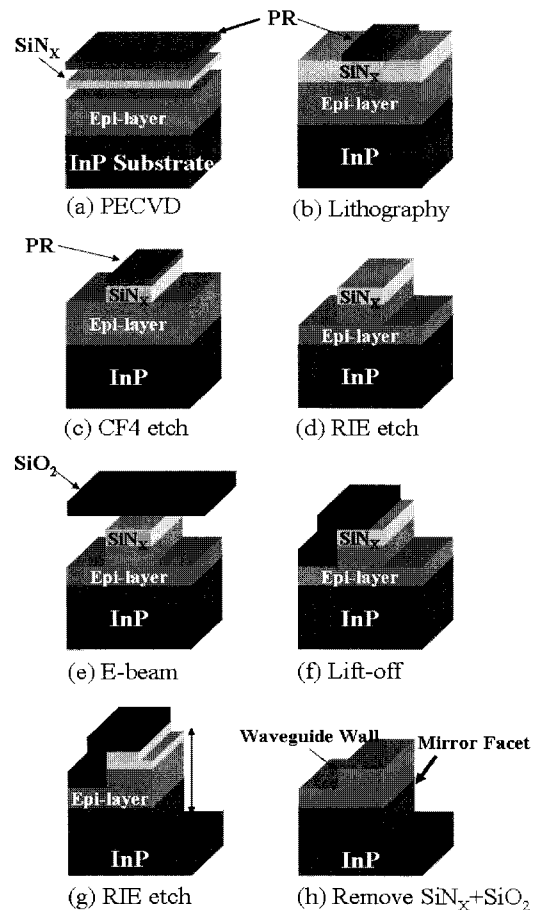 PR
SiNX
Epi-layer
InP Substrate
(a) PECVD
SiNX
Epi-layer
InP
(b) Lithography
PR
SiNX
Epi-layer
InP
(c) CF4 etch
SiNX
Epi-layer
InP
(d) RIE etch
SiO2
SiNX
Epi-layer
InP
(e) E-beam
SiNX
Epi-layer
InP
(f) Lift-off
Epi-layer
InP
(g) RIE etch
Waveguide Wall
Mirror Facet
InP
(h) Remove SiNX+SiO2